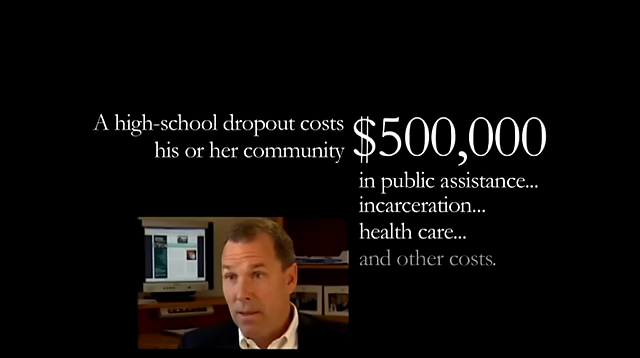 A high-school dropout costs
his or her community
$500,000
in public assistance...
incarceration...
health care...
and other costs.